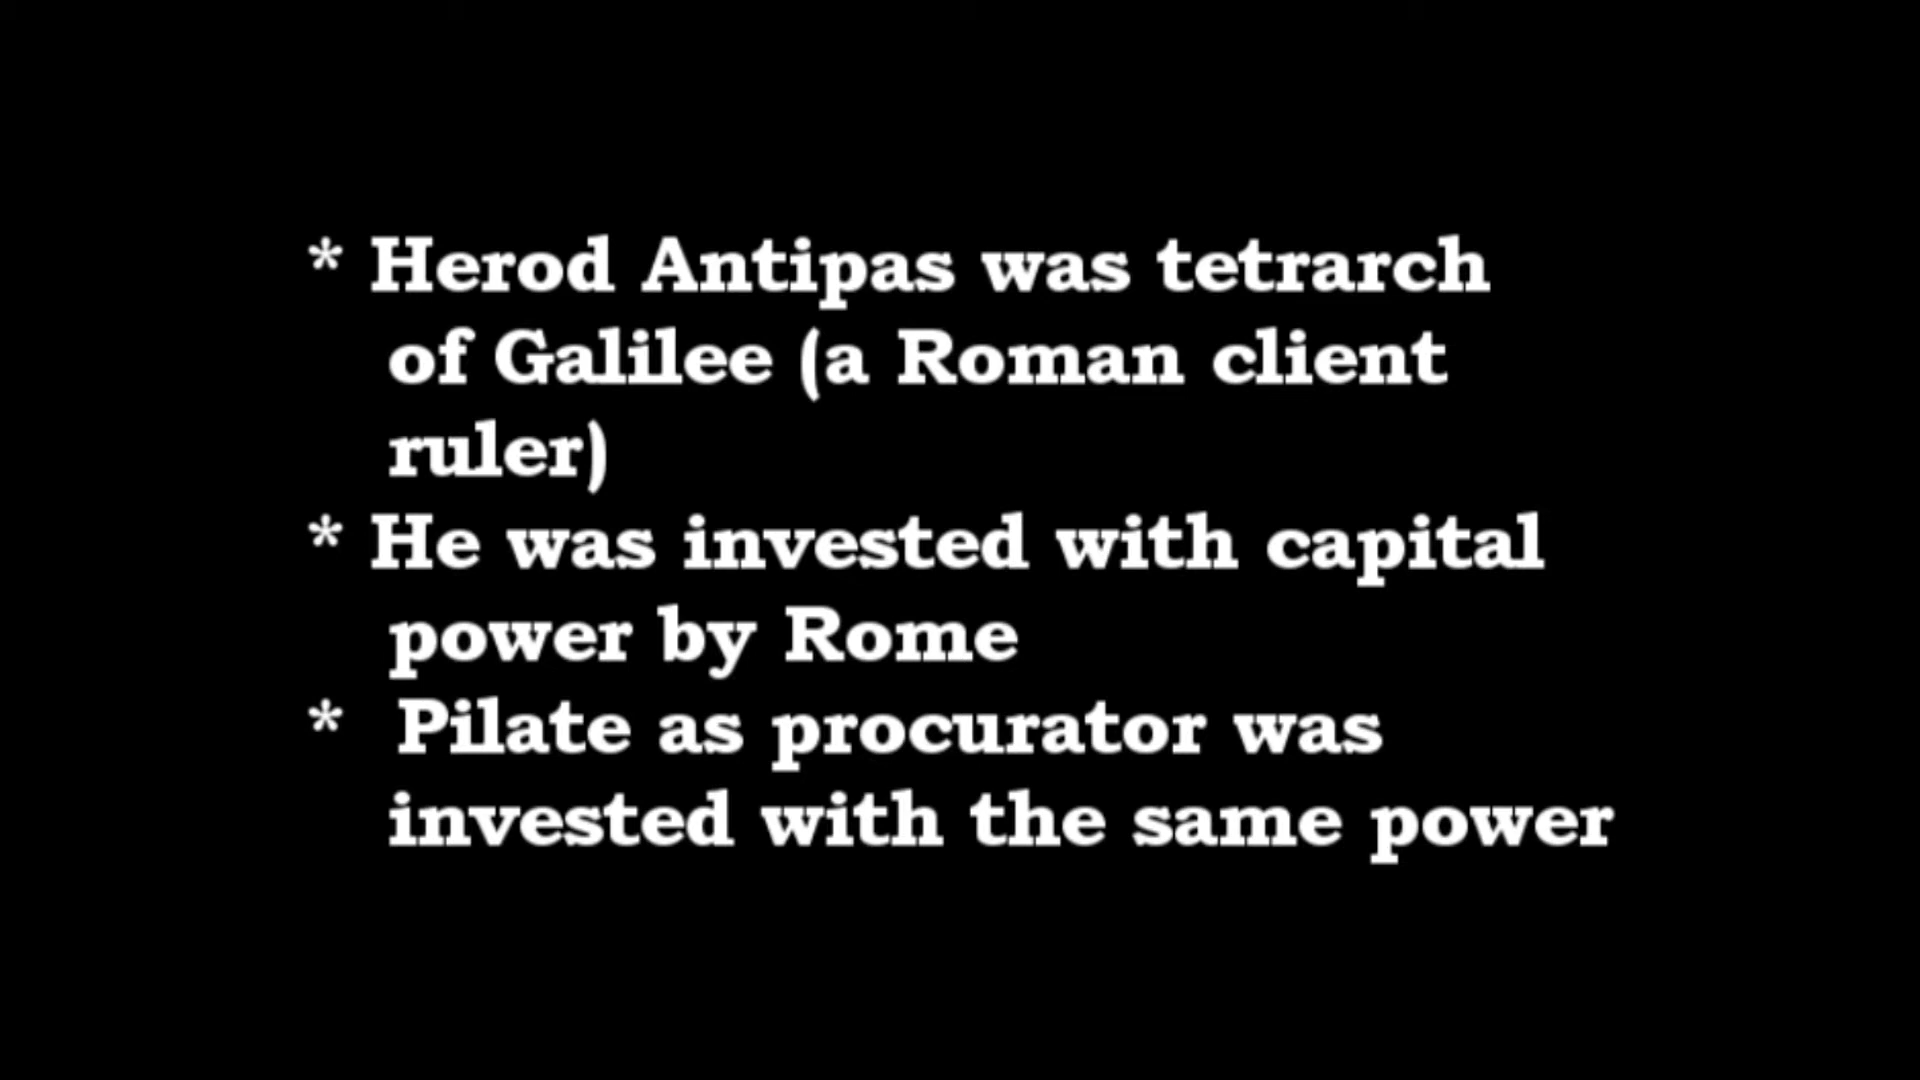 * Herod Antipas was tetrarch
of Galilee (a Roman client
ruler)
* He was invested with capital
power by Rome
* Pilate as procurator was
invested with the same power